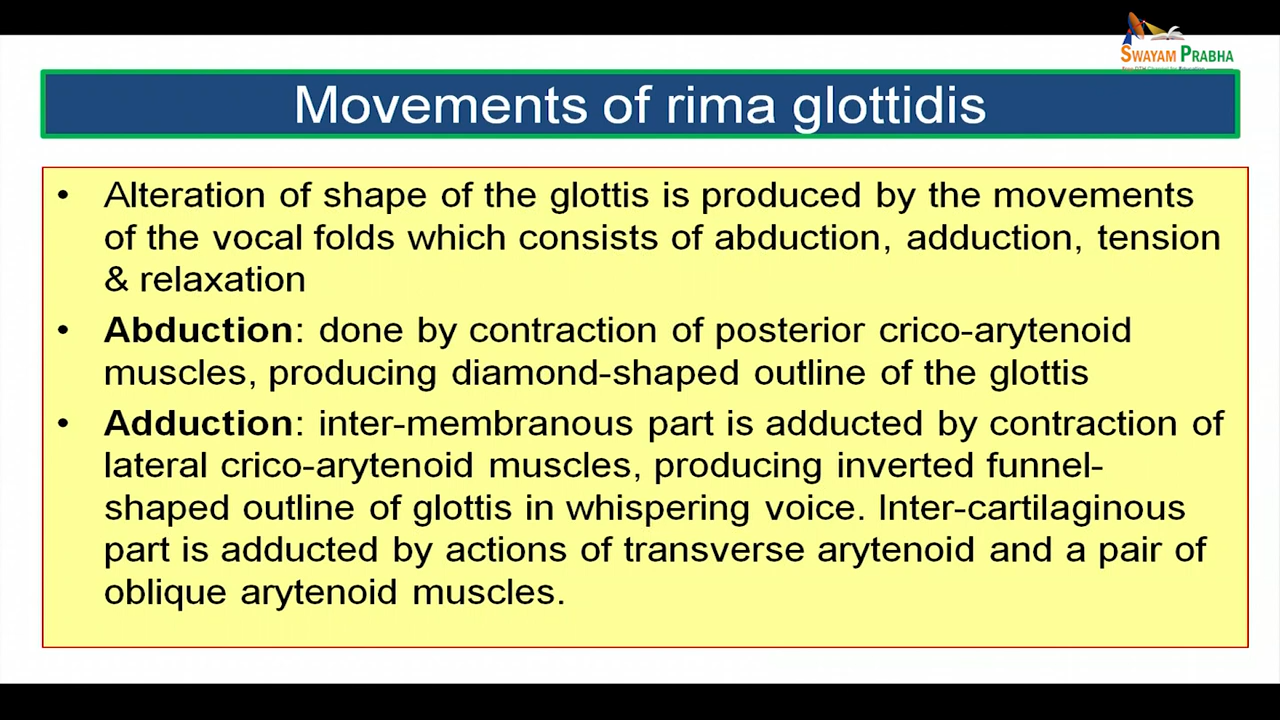 SWAYAM PRABHA
Movements of rima glottidis
• Alteration of shape of the glottis is produced by the movements
of the vocal folds which consists of abduction, adduction, tension
& relaxation
• Abduction: done by contraction of posterior crico-arytenoid
muscles, producing diamond-shaped outline of the glottis
• Adduction: inter-membranous part is adducted by contraction of
lateral crico-arytenoid muscles, producing inverted funnel-
shaped outline of glottis in whispering voice. Inter-cartilaginous
part is adducted by actions of transverse arytenoid and a pair of
oblique arytenoid muscles.